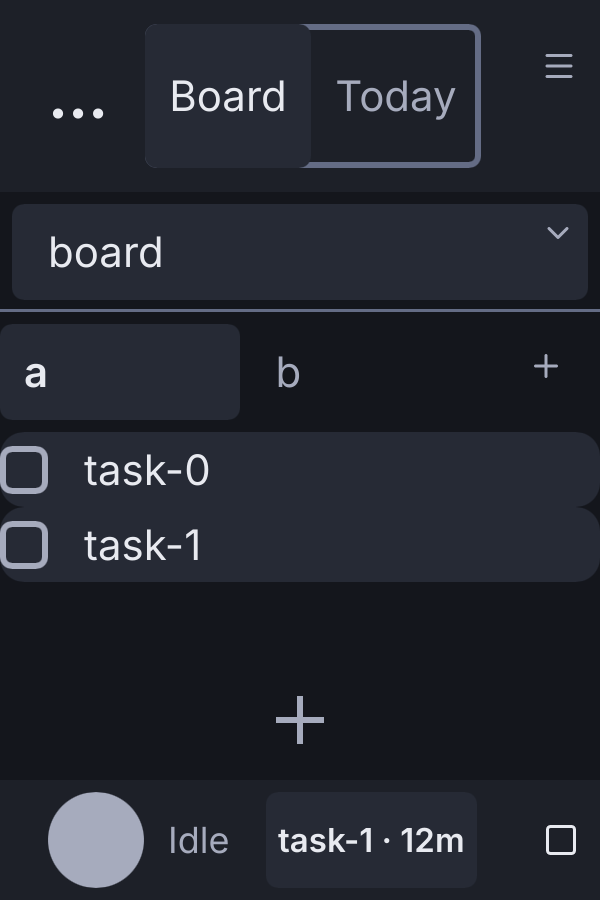 ... Board Today
board
a b +
task-0
task-1
+
Idle task-1 · 12m